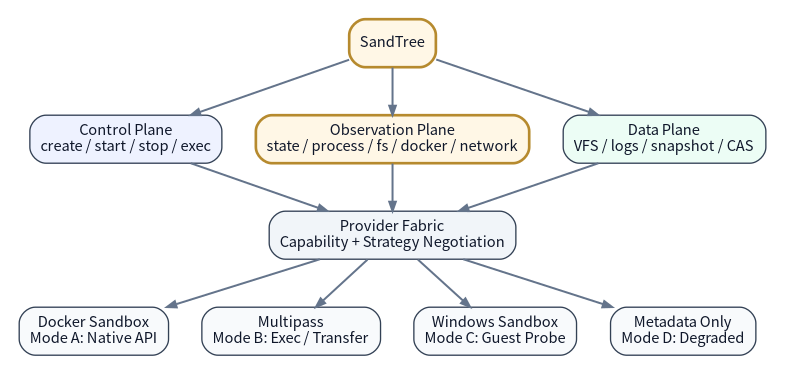 SandTree
Control Plane
create / start / stop / exec
Observation Plane
state / process / fs / docker / network
Data Plane
VFS / logs / snapshot / CAS
Provider Fabric
Capability + Strategy Negotiation
Docker Sandbox
Mode A: Native API
Multipass
Mode B: Exec / Transfer
Windows Sandbox
Mode C: Guest Probe
Metadata Only
Mode D: Degraded